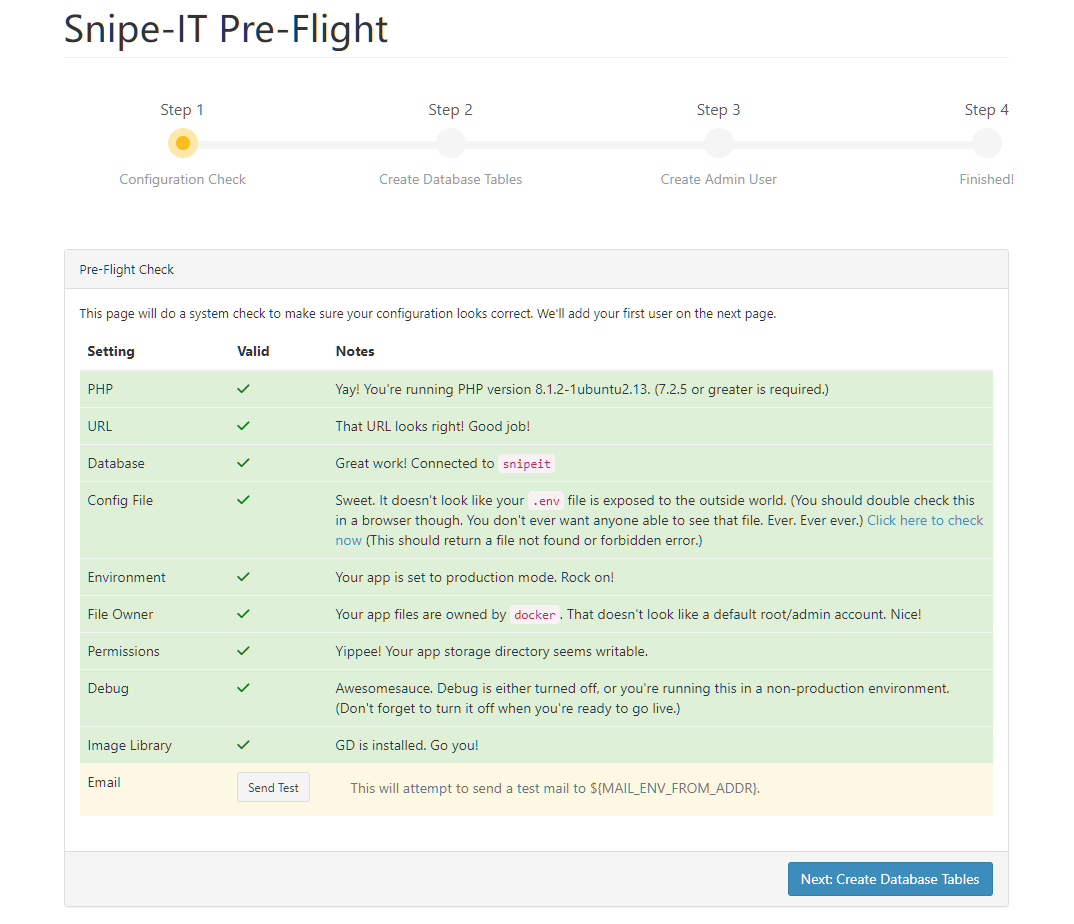 Snipe-IT Pre-Flight
Step 1
Step 2
Step 3
Step 4
Configuration Check
Create Database Tables
Create Admin User
Finished!
Pre-Flight Check
This page will do a system check to make sure your configuration looks correct. We'll add your first user on the next page.
Setting Valid Notes
PHP Yay! You're running PHP version 8.1.2-1ubuntu2.13. (7.2.5 or greater is required.)
URL That URL looks right! Good job!
Database Great work! Connected to snipeit
Config File Sweet. It doesn't look like your .env file is exposed to the outside world. (You should double check this
in a browser though. You don't ever want anyone able to see that file. Ever. Ever ever.) Click here to check
now (This should return a file not found or forbidden error.)
Environment Your app is set to production mode. Rock on!
File Owner Your app files are owned by docker . That doesn't look like a default root/admin account. Nice!
Permissions Yippee! Your app storage directory seems writable.
Debug Awesomesauce. Debug is either turned off, or you're running this in a non-production environment.
(Don't forget to turn it off when you're ready to go live.)
Image Library GD is installed. Go you!
Email Send Test This will attempt to send a test mail to ${MAIL_ENV_FROM_ADDR}.
Next: Create Database Tables